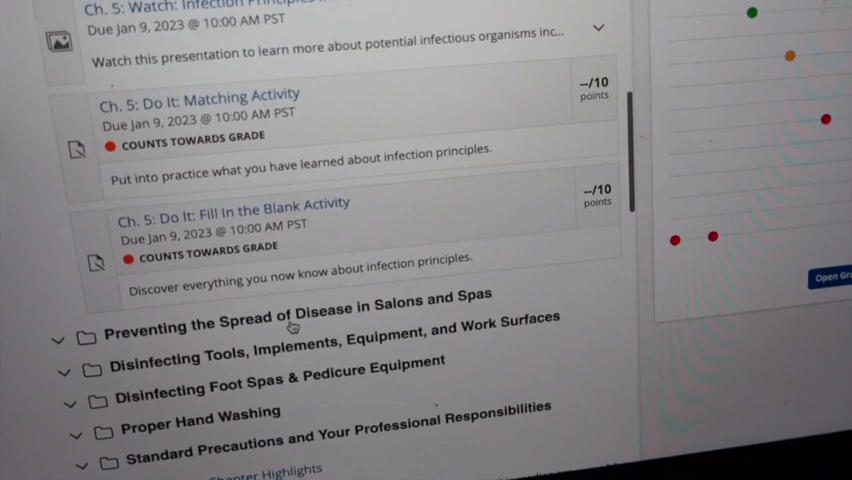 Ch. 5: Watch: Infection Principles
Due Jan 9, 2023 @ 10:00 AM PST
Watch this presentation to learn more about potential infectious organisms inc...
Ch. 5: Do It: Matching Activity
Due Jan 9, 2023 @ 10:00 AM PST
COUNTS TOWARDS GRADE
--/10
points
Put into practice what you have learned about infection principles.
Ch. 5: Do It: Fill In the Blank Activity
Due Jan 9, 2023 @ 10:00 AM PST
COUNTS TOWARDS GRADE
--/10
points
Discover everything you now know about infection principles.
Preventing the Spread of Disease in Salons and Spas
Disinfecting Tools, Implements, Equipment, and Work Surfaces
Disinfecting Foot Spas & Pedicure Equipment
Proper Hand Washing
Standard Precautions and Your Professional Responsibilities
Highlights
Open